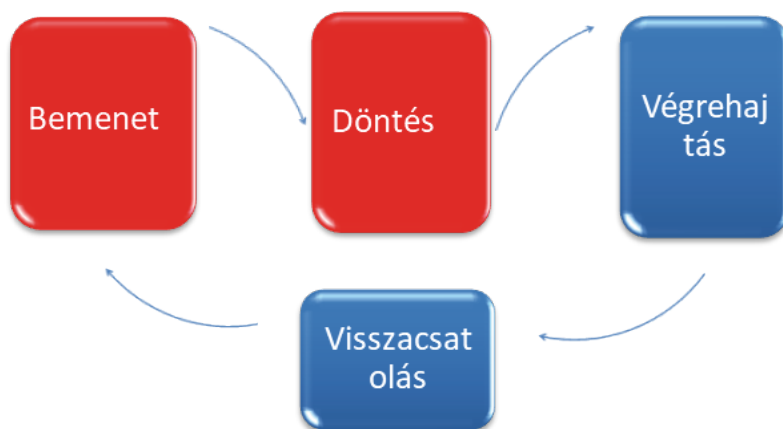 Bemenet
Döntés
Végrehaj
tás
Visszacsat
olás